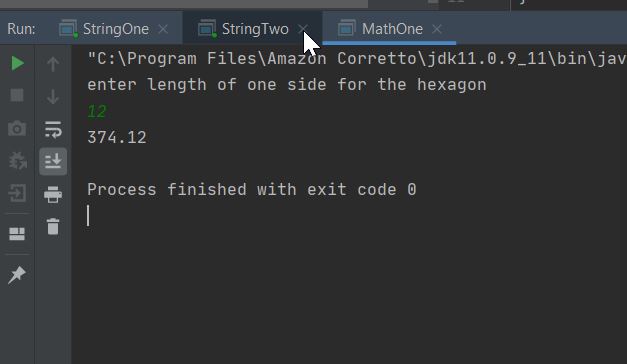 Run: StringOne StringTwo MathOne
"C:\Program Files\Amazon Corretto\jdk11.0.9_11\bin\jav
enter length of one side for the hexagon
12
374.12
Process finished with exit code 0